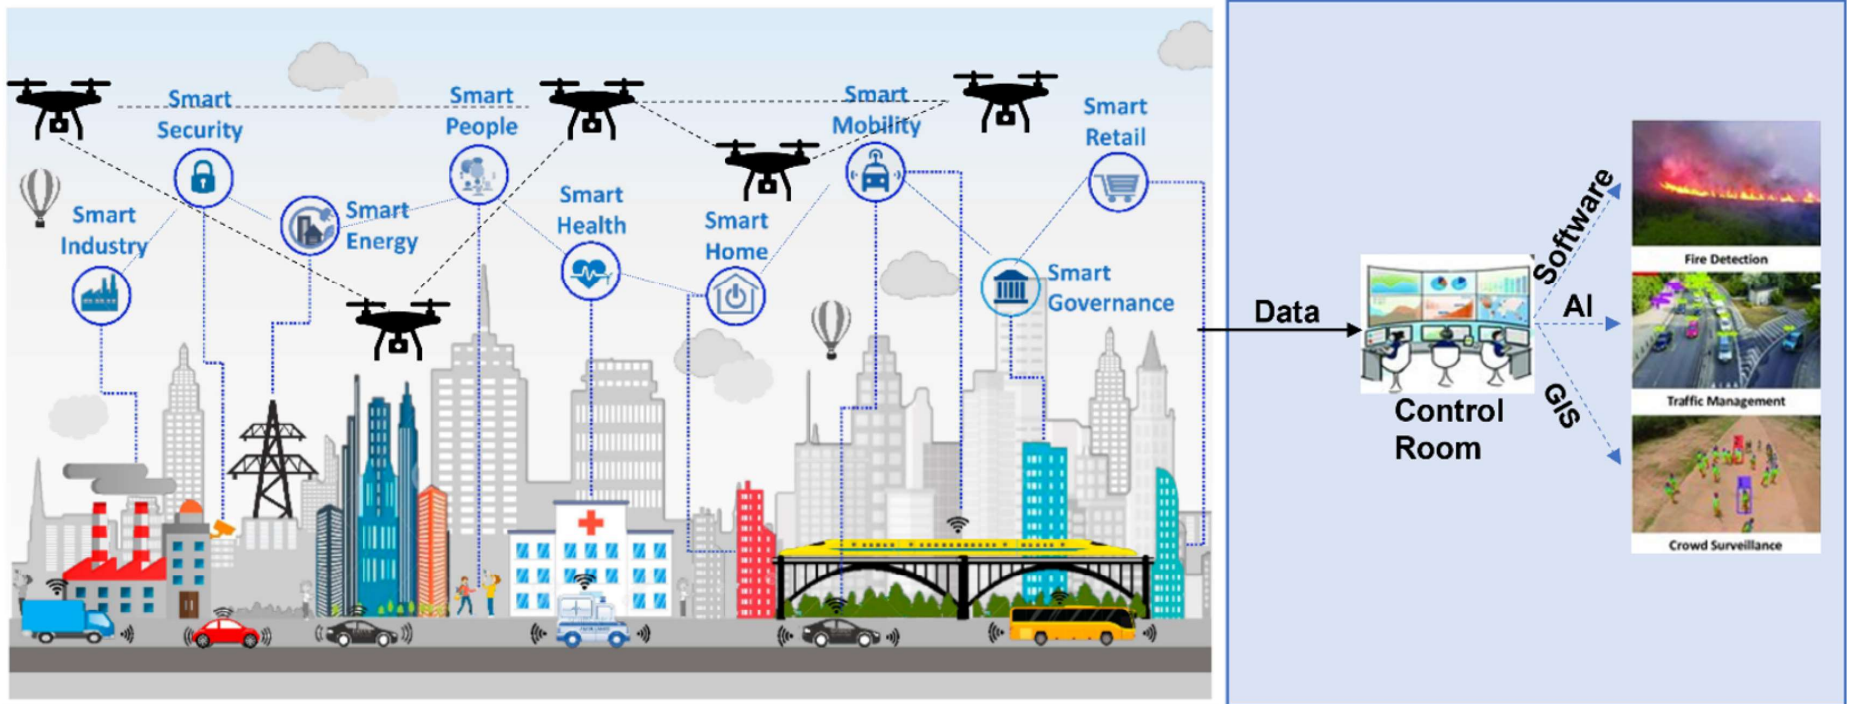 Smart
Security
Smart
People
Smart
Mobility
Smart
Retail
Smart
Industry
Smart
Energy
Smart
Health
Smart
Home
Smart
Governance
Data
Control
Room
Software
AI
GIS
Fire Detection
Traffic Management
Crowd Surveillance